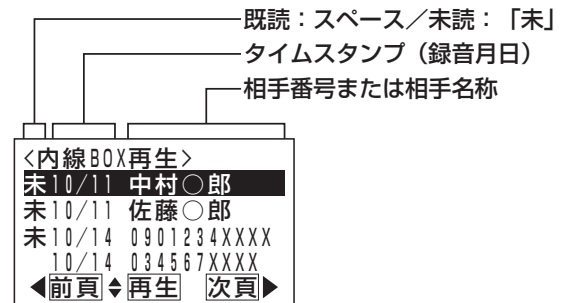 既読：スペース／未読：「未」
タイムスタンプ（録音月日）
相手番号または相手名称
<内線BOX再生>
未10/11 中村○郎
未10/11 佐藤○郎
未10/14 0901234XXXX
10/14 034567XXXX
◀前頁◆再生 次頁▶